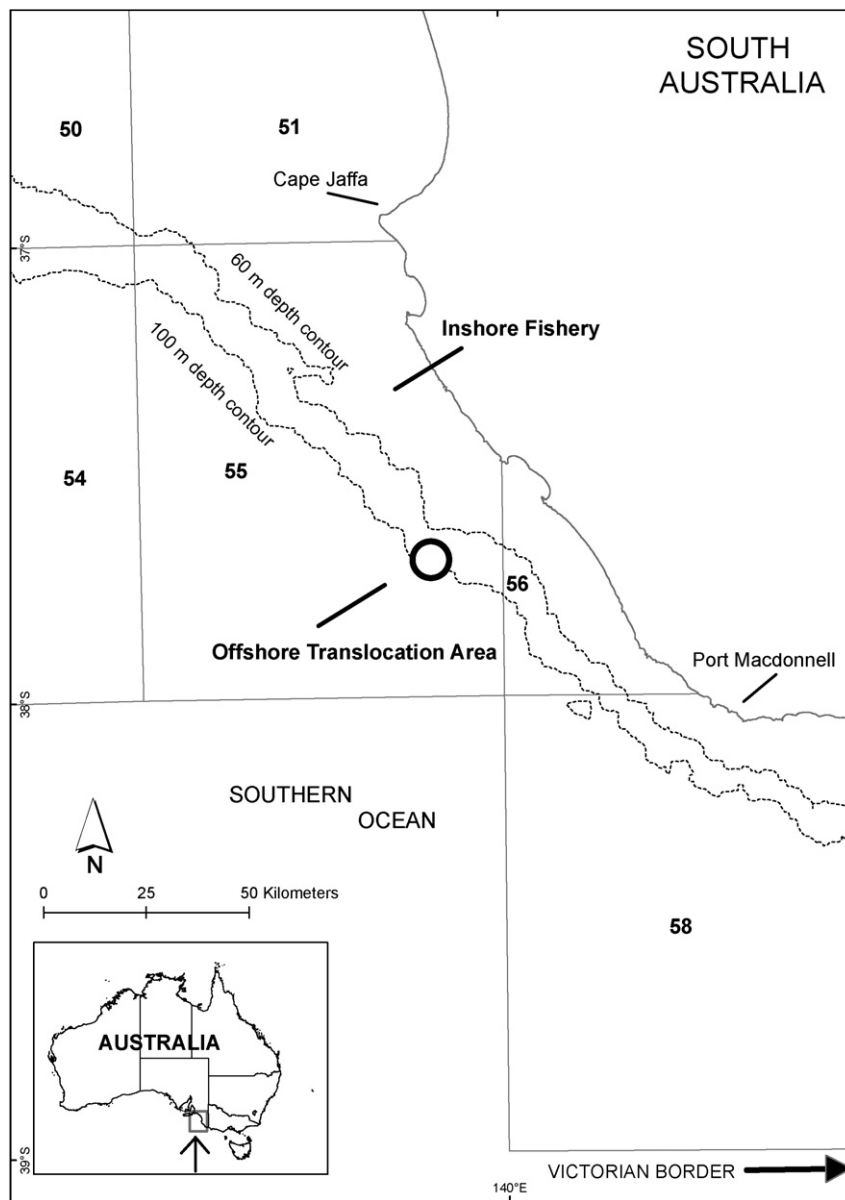 SOUTH
AUSTRALIA
50
51
Cape Jaffa
37°S
60 m depth contour
Inshore Fishery
100 m depth contour
54
55
56
Offshore Translocation Area
Port Macdonnell
38°S
SOUTHERN
OCEAN
N
0 25 50 Kilometers
58
AUSTRALIA
39°S
VICTORIAN BORDER
140°E